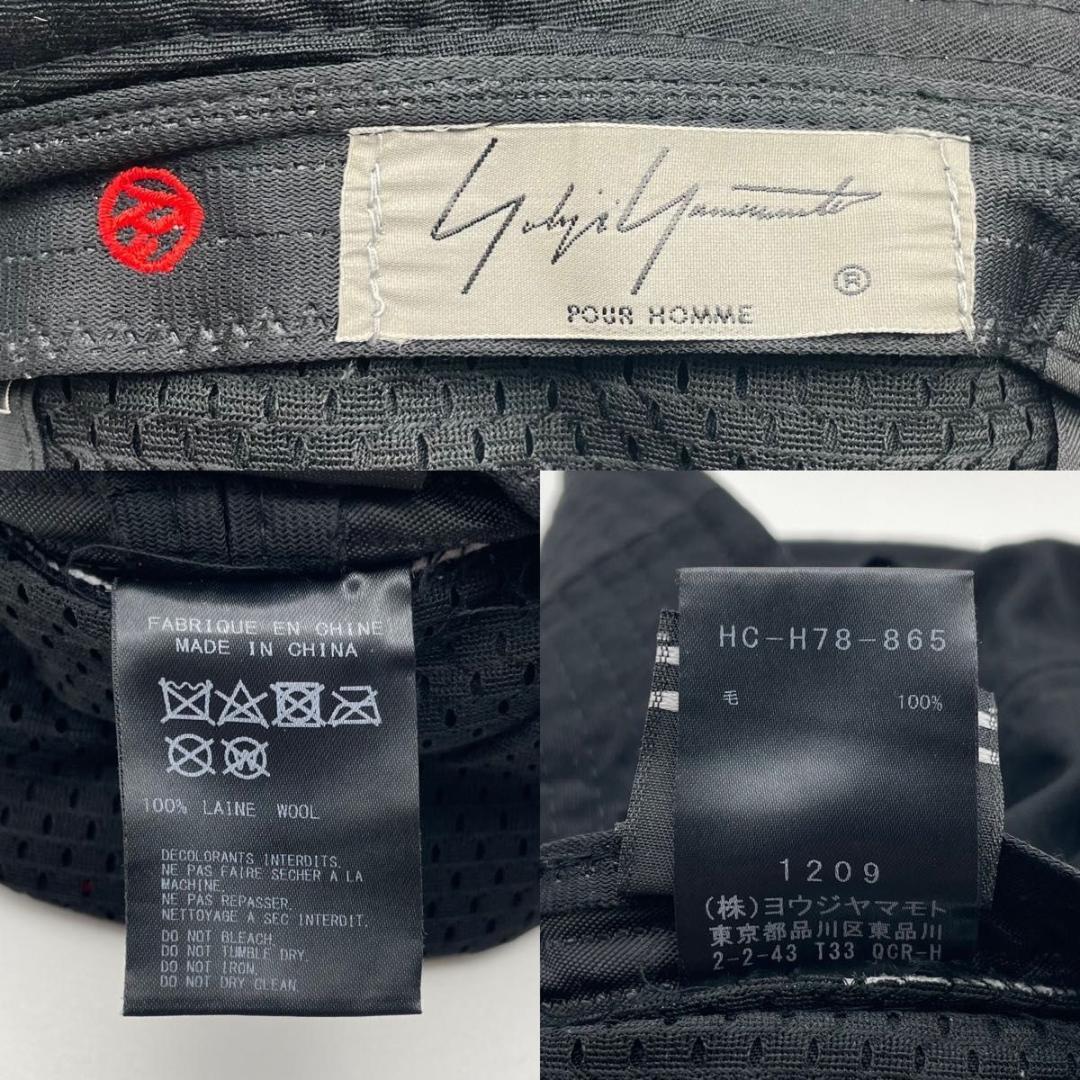 Yohji Yamamoto
®
POUR HOMME
FABRIQUE EN CHINE
MADE IN CHINA
W
100% LAINE WOOL
DECOLORANTS INTERDITS.
NE PAS FAIRE SECHER A LA
MACHINE.
NE PAS REPASSER.
NETTOYAGE A SEC INTERDIT.
DO NOT BLEACH.
DO NOT TUMBLE DRY.
DO NOT IRON.
DO NOT DRY CLEAN.
HC-H78-865
毛 100%
1209
(株)ヨウジヤマモト
東京都品川区東品川
2-2-43 T33 QCR-H